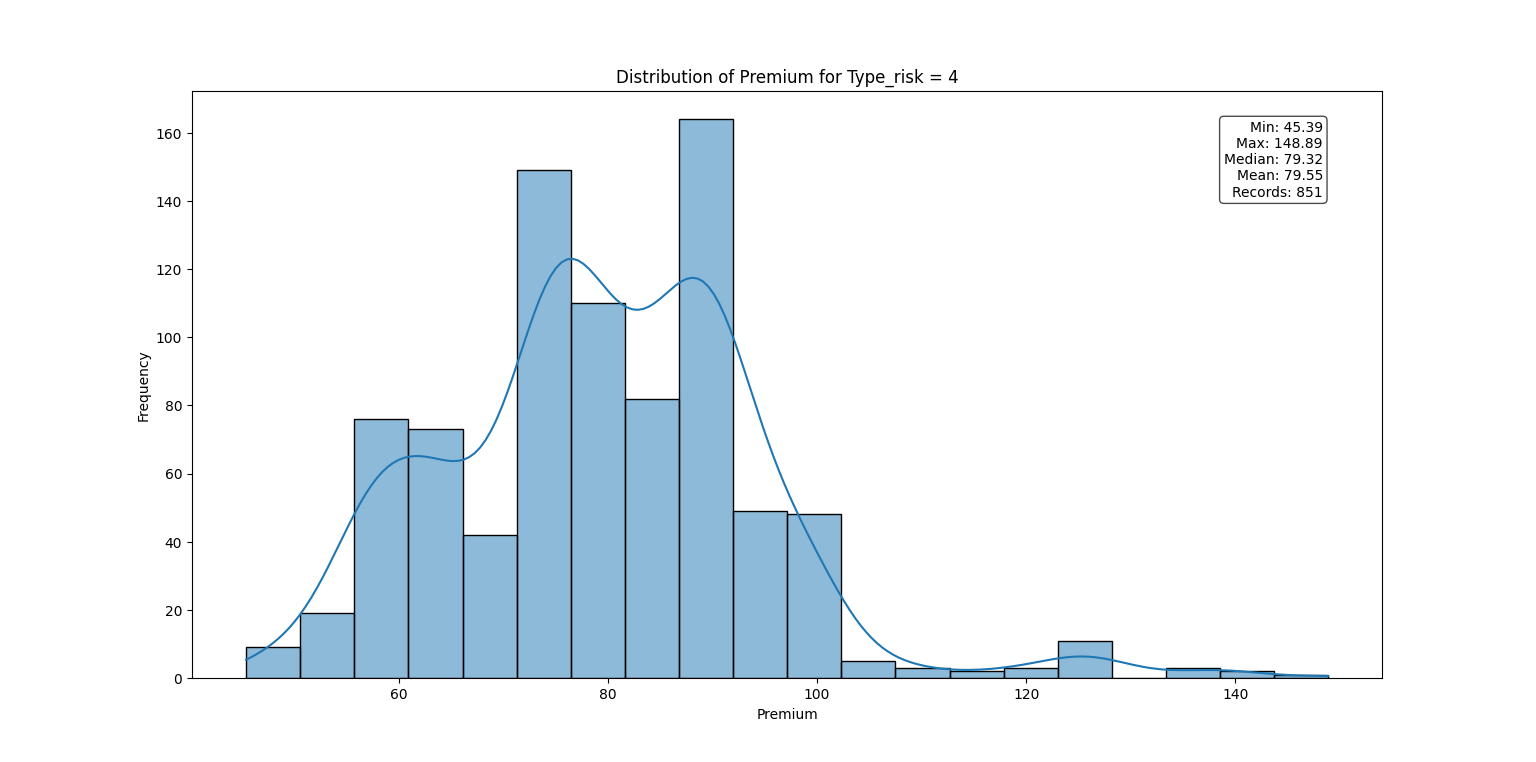 Distribution of Premium for Type_risk = 4
Min: 45.39
Max: 148.89
Median: 79.32
Mean: 79.55
Records: 851
Frequency
160
140
120
100
80
60
40
20
0
60 80 100 120 140
Premium